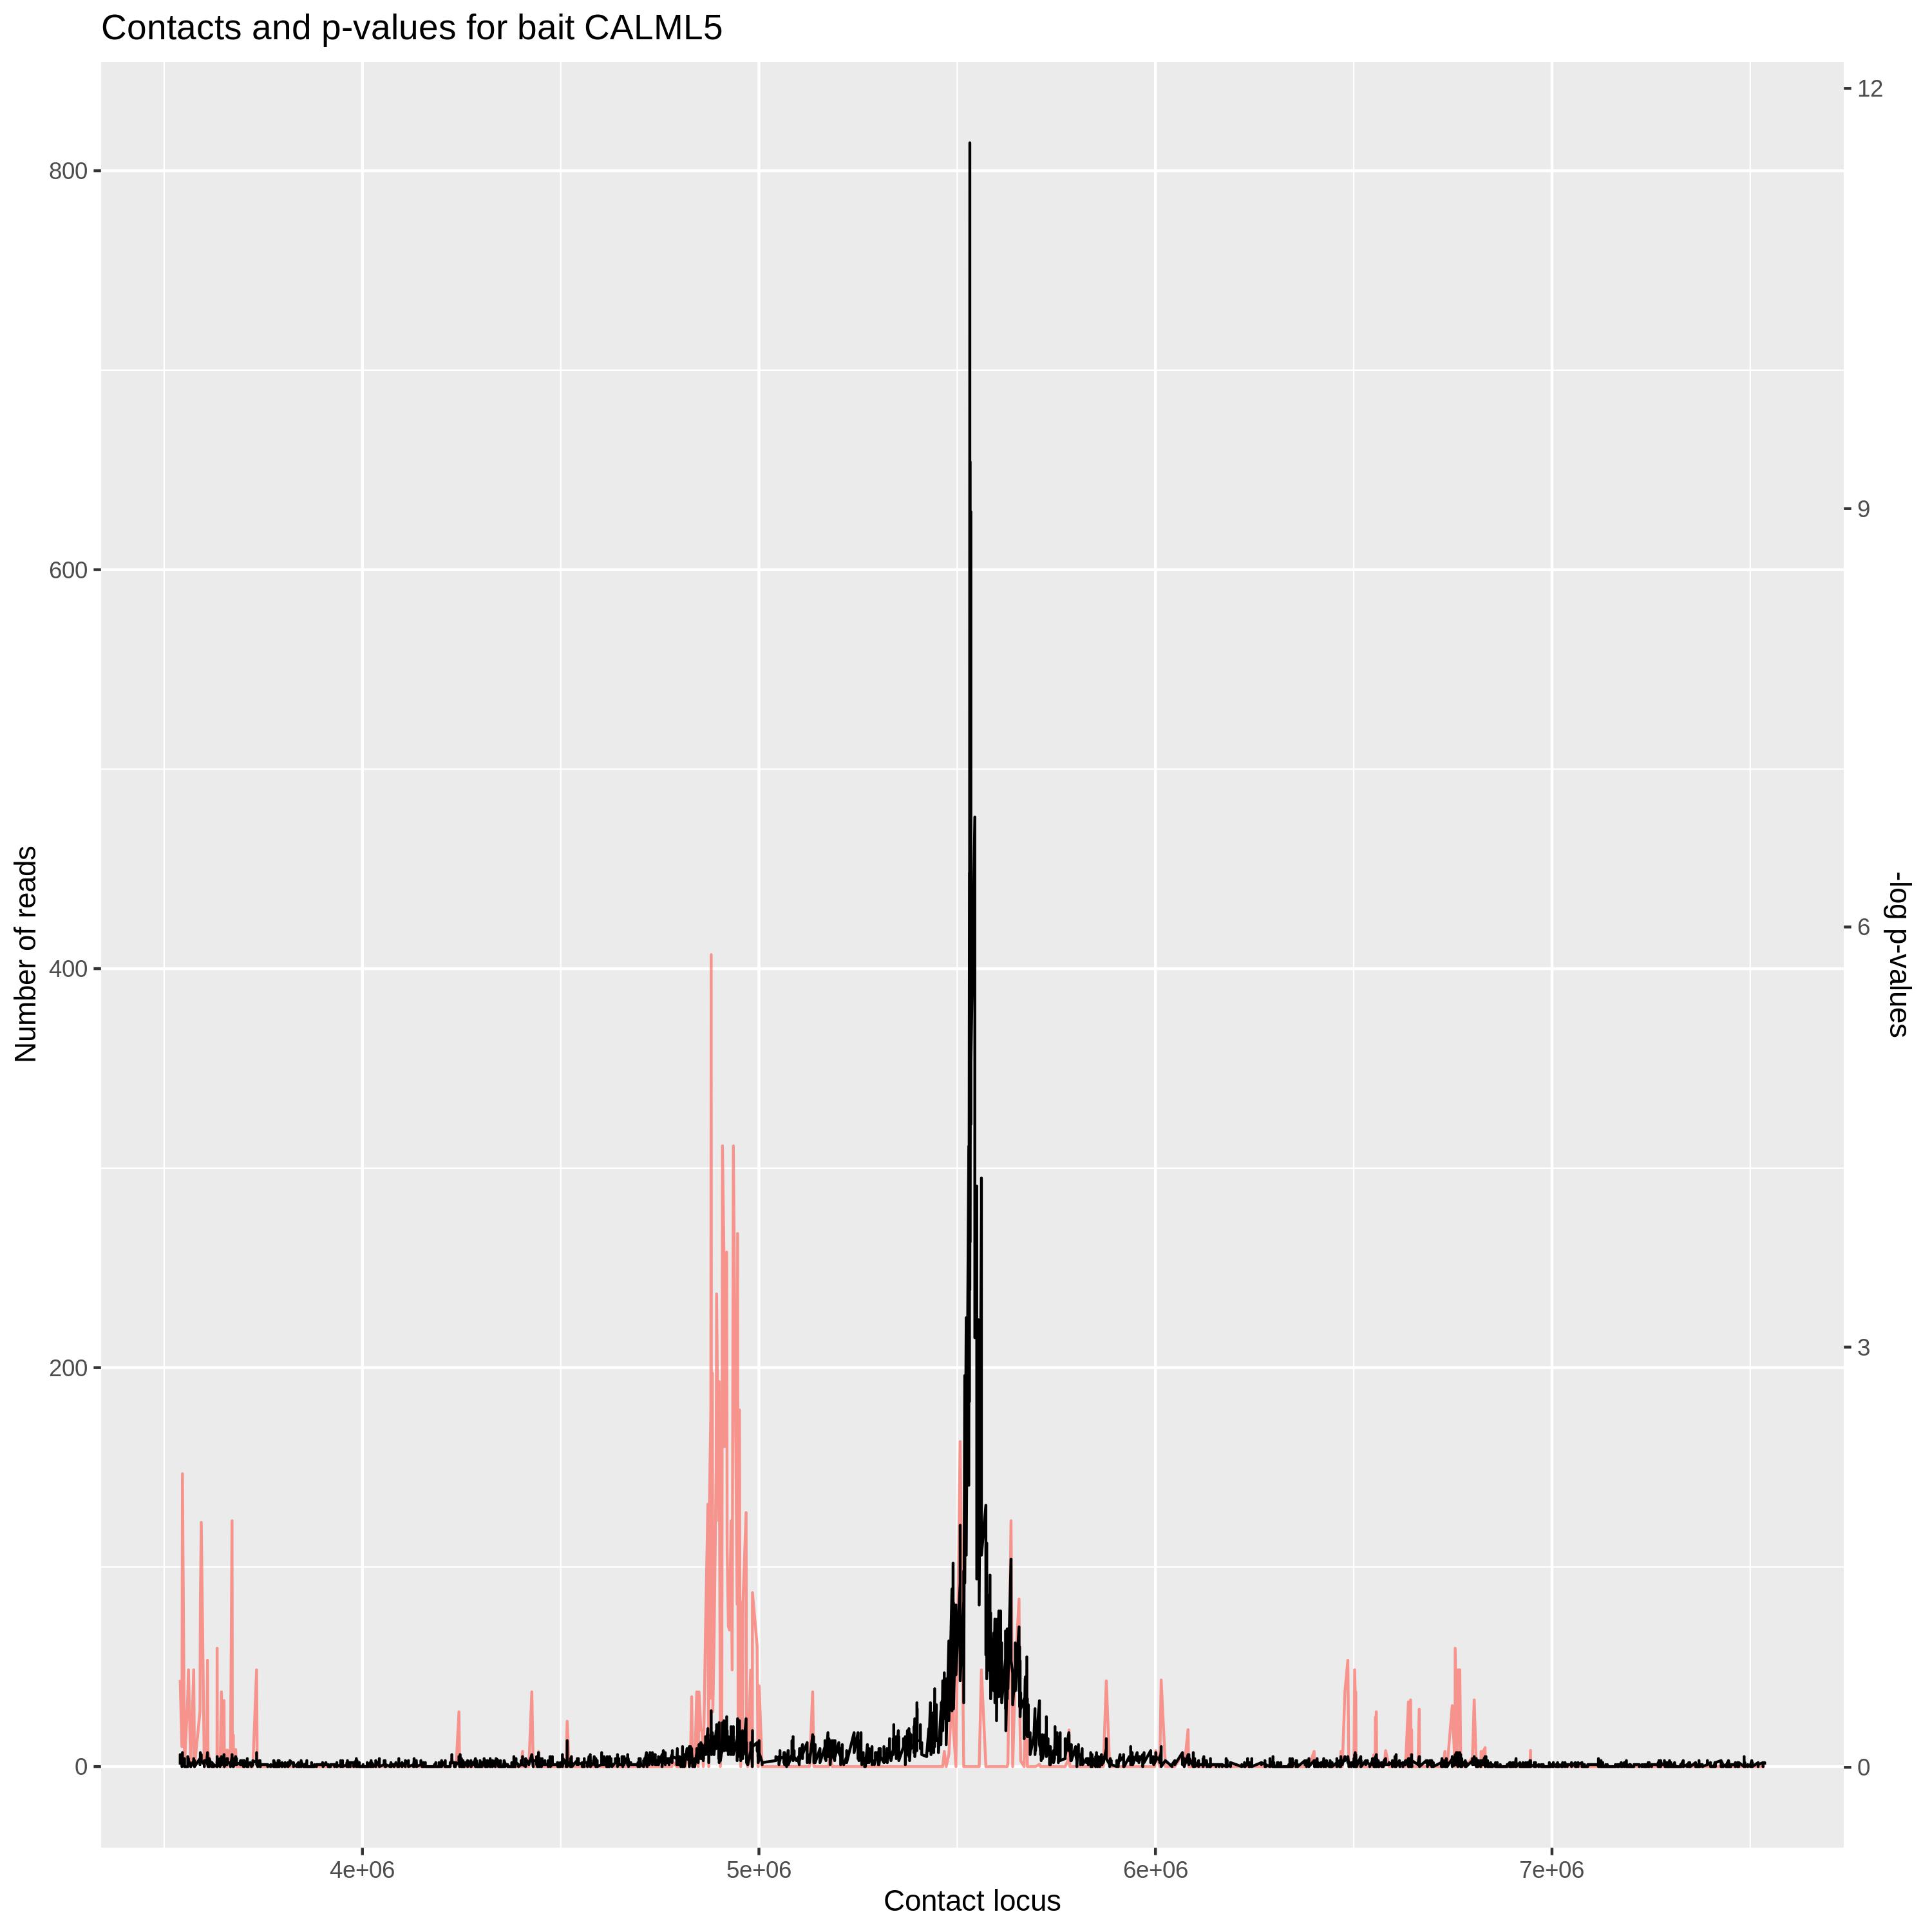 Contacts and p-values for bait CALML5
12
800
9
600
6
400
Number of reads
-log p-values
3
200
0
0
4e+06
5e+06
6e+06
7e+06
Contact locus